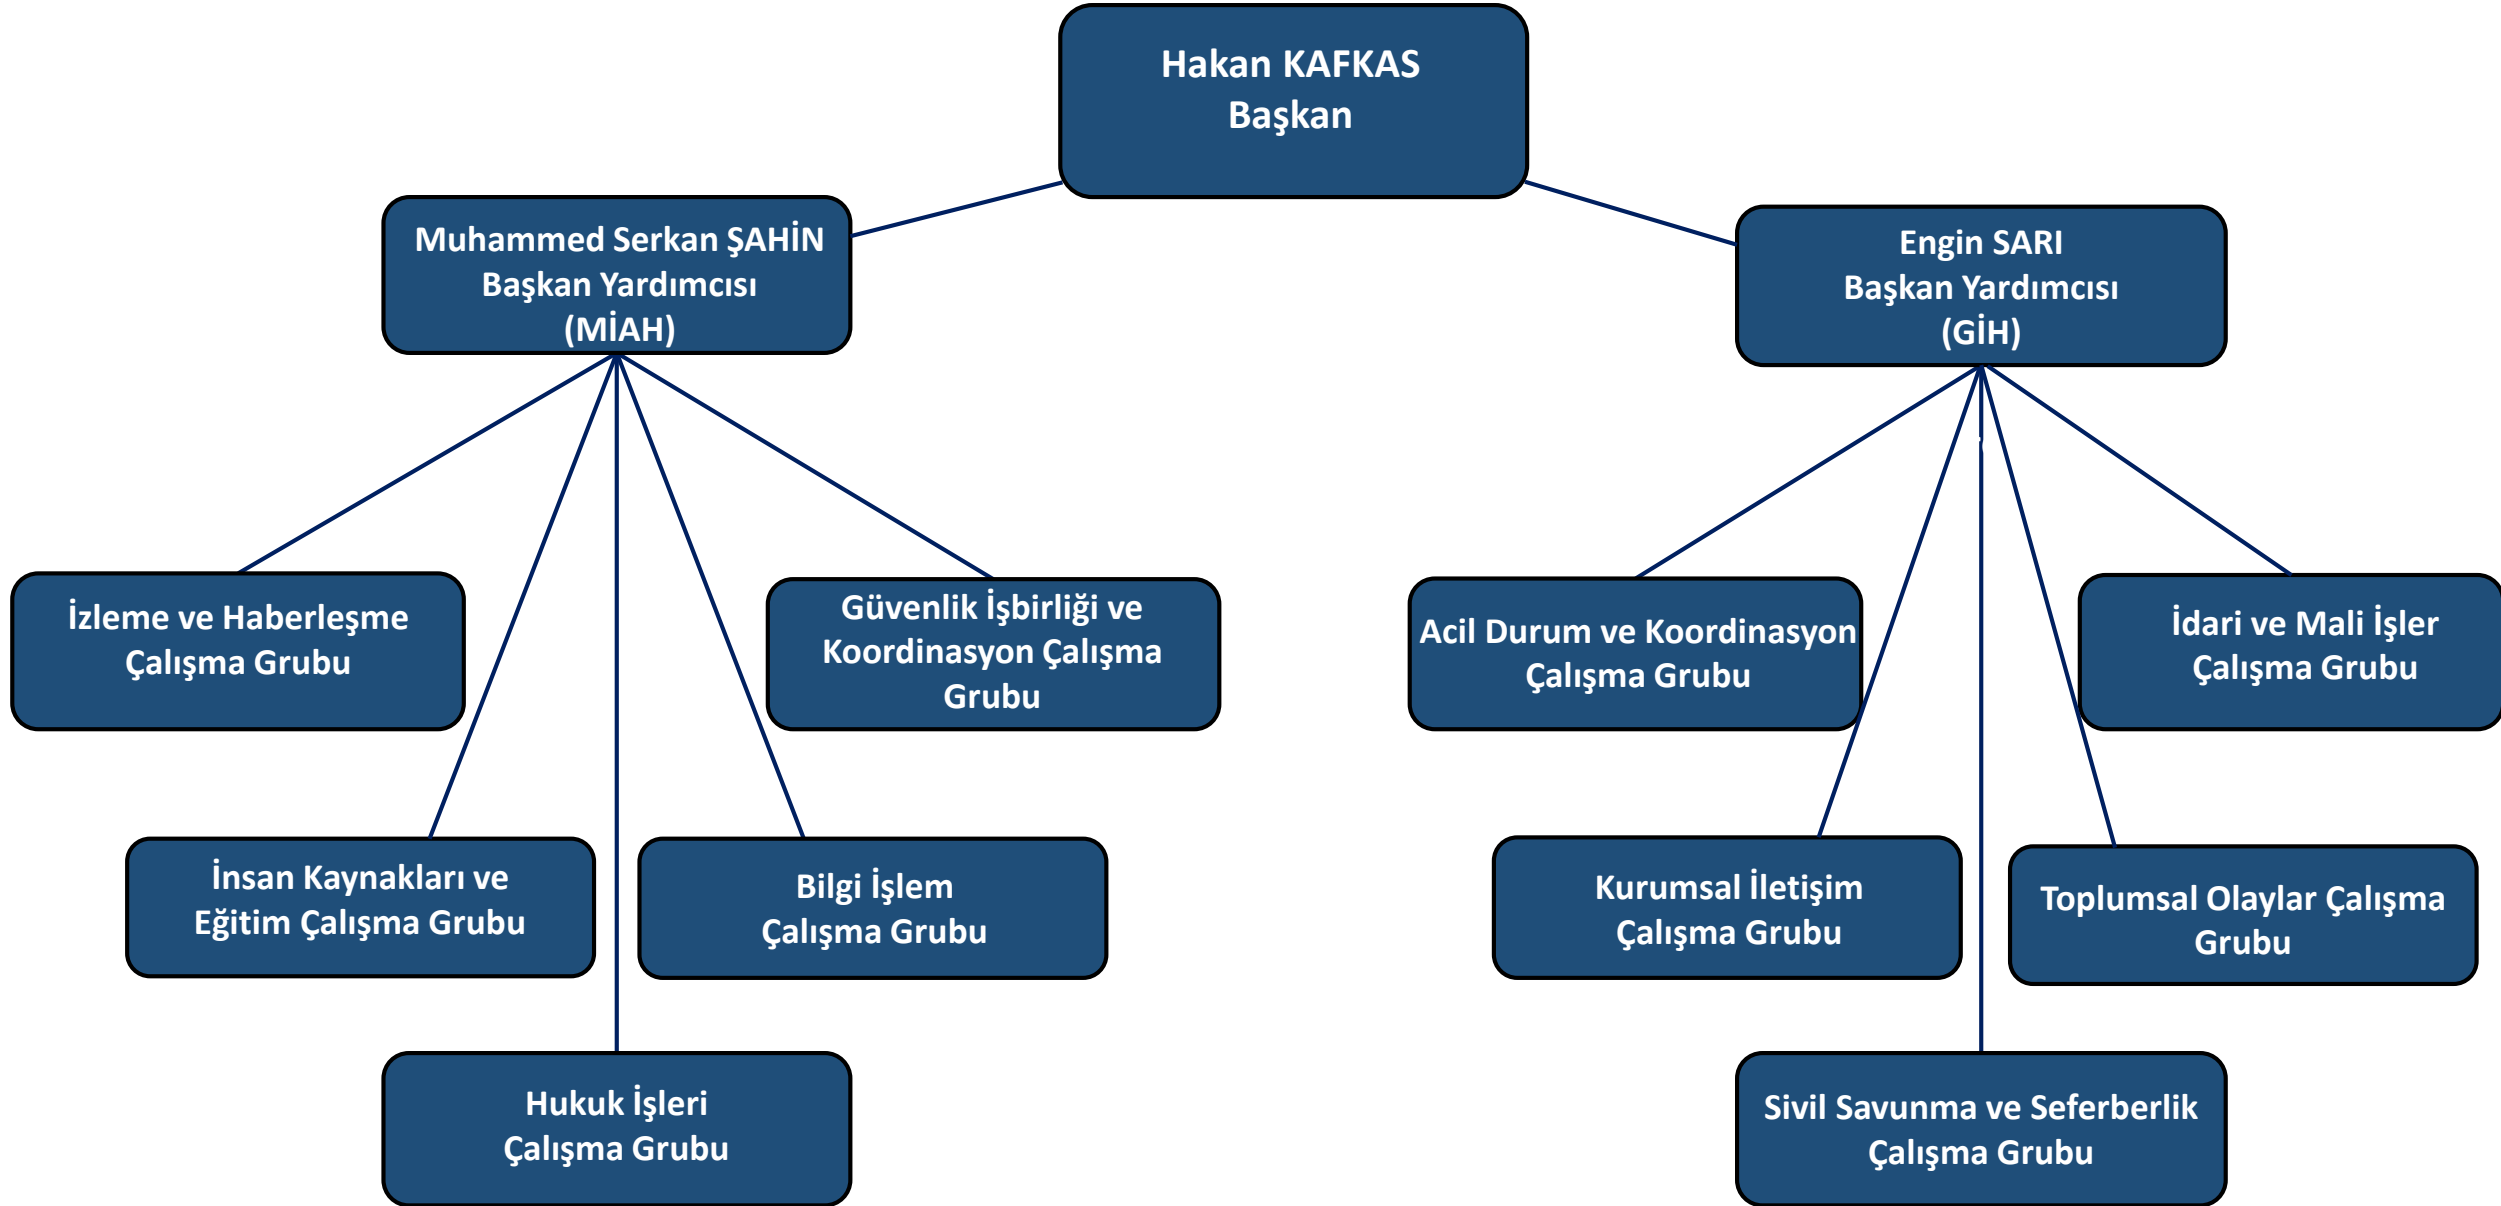 Hakan KAFKAS
Başkan
Muhammed Serkan ŞAHİN
Başkan Yardımcısı
(MİAH)
Engin SARI
Başkan Yardımcısı
(GİH)
İzleme ve Haberleşme
Çalışma Grubu
Güvenlik İşbirliği ve
Koordinasyon Çalışma
Grubu
Acil Durum ve Koordinasyon
Çalışma Grubu
İdari ve Mali İşler
Çalışma Grubu
İnsan Kaynakları ve
Eğitim Çalışma Grubu
Bilgi İşlem
Çalışma Grubu
Kurumsal İletişim
Çalışma Grubu
Toplumsal Olaylar Çalışma
Grubu
Hukuk İşleri
Çalışma Grubu
Sivil Savunma ve Seferberlik
Çalışma Grubu